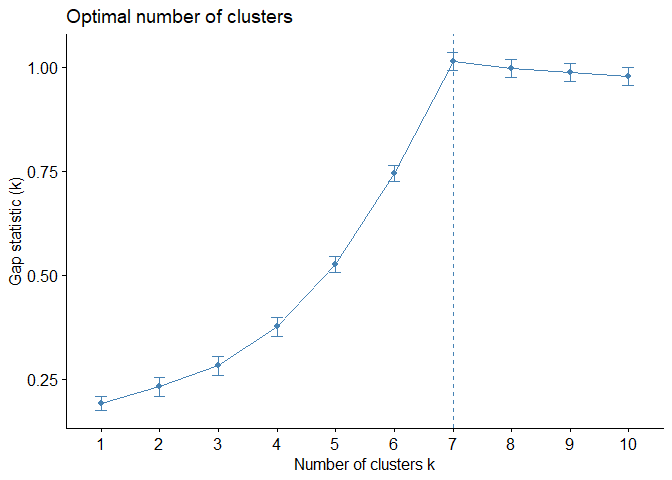 Optimal number of clusters
Gap statistic (k)
1.00
0.75
0.50
0.25
1 2 3 4 5 6 7 8 9 10
Number of clusters k